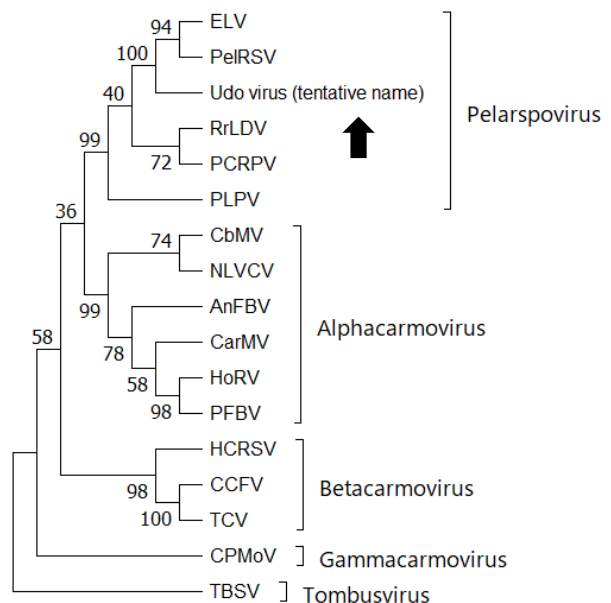 94
ELV
PelRSV
100
Udo virus (tentative name)
40
RrLDV
72
PCRPV
99
PLPV
Pelarspovirus
36
74
CbMV
NLVCV
99
AnFBV
78
CarMV
58
HoRV
98
PFBV
Alphacarmovirus
58
HCRSV
98
CCFV
100
TCV
Betacarmovirus
CPMoV
Gammacarmovirus
TBSV
Tombusvirus